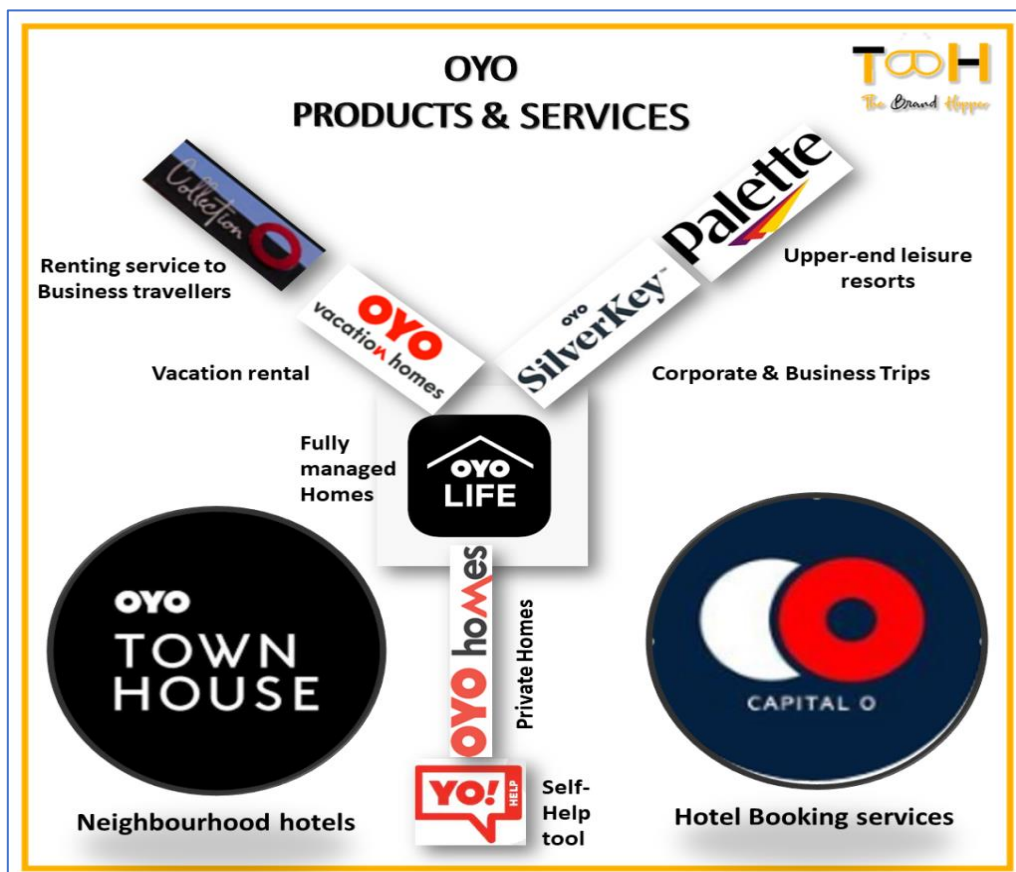 OYO
PRODUCTS & SERVICES
TOOH
The Brand Hopper
Collection O
Palette
Renting service to
Business travellers
Upper-end leisure
resorts
OYO
vacation homes
OYO
SilverKey™
Vacation rental
Corporate & Business Trips
Fully
managed
Homes
OYO
LIFE
OYO
TOWN
HOUSE
OYO homes
Private Homes
CAPITAL O
YO!
HELP
Self-
Help
tool
Neighbourhood hotels
Hotel Booking services